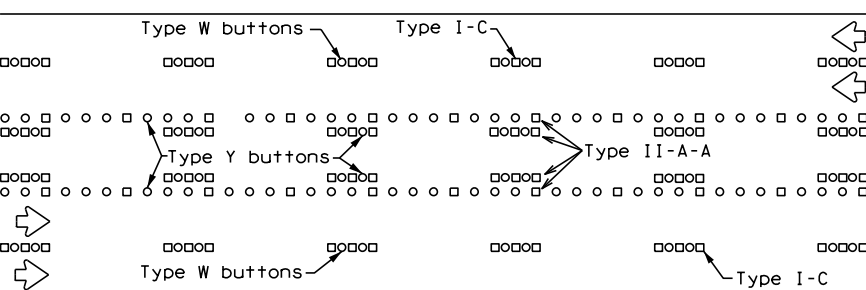 Type W buttons
Type I-C
Type Y buttons
Type II-A-A
Type W buttons
Type I-C